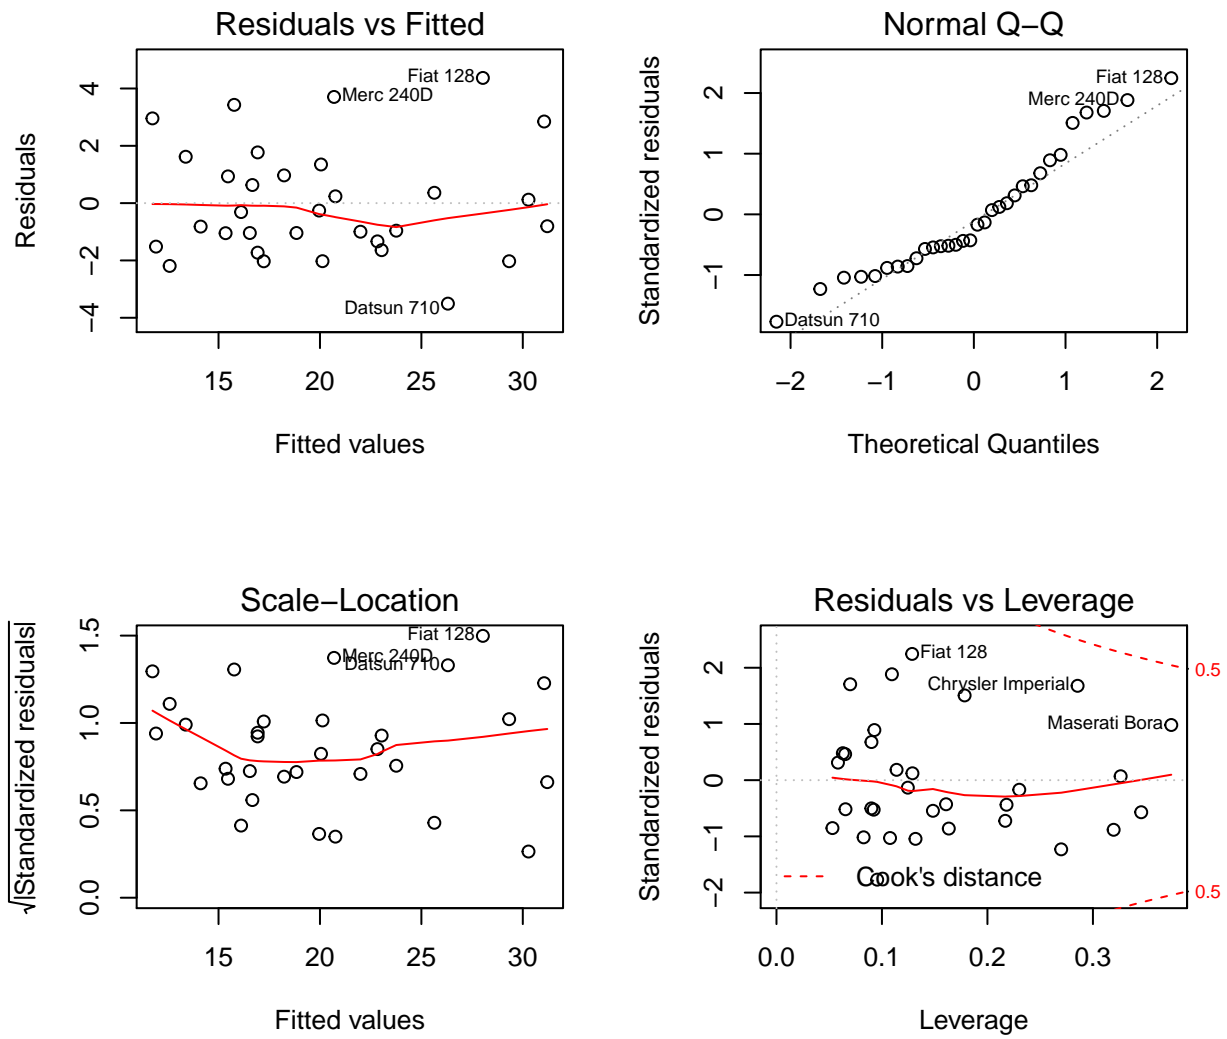 Residuals vs Fitted
Residuals
4
2
0
−2
−4
Fiat 128
Merc 240D
Datsun 710
15 20 25 30
Fitted values
Normal Q−Q
Standardized residuals
2
1
0
−1
Fiat 128
Merc 240D
Datsun 710
−2 −1 0 1 2
Theoretical Quantiles
Scale−Location
√|Standardized residuals|
1.5
1.0
0.5
0.0
Fiat 128
Merc 240D
Datsun 710
15 20 25 30
Fitted values
Residuals vs Leverage
Standardized residuals
2
1
0
−1
−2
Fiat 128
Chrysler Imperial
Maserati Bora
Cook's distance
0.5
0.5
0.0 0.1 0.2 0.3
Leverage